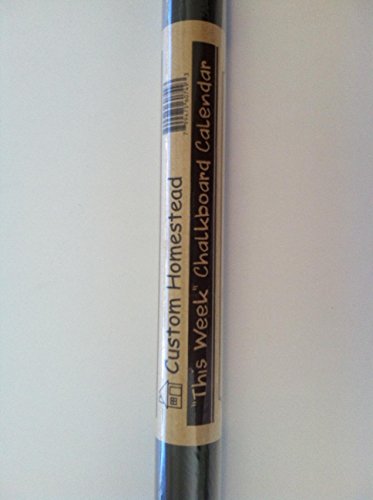 Custom Homestead
"This Week" Chalkboard Calendar